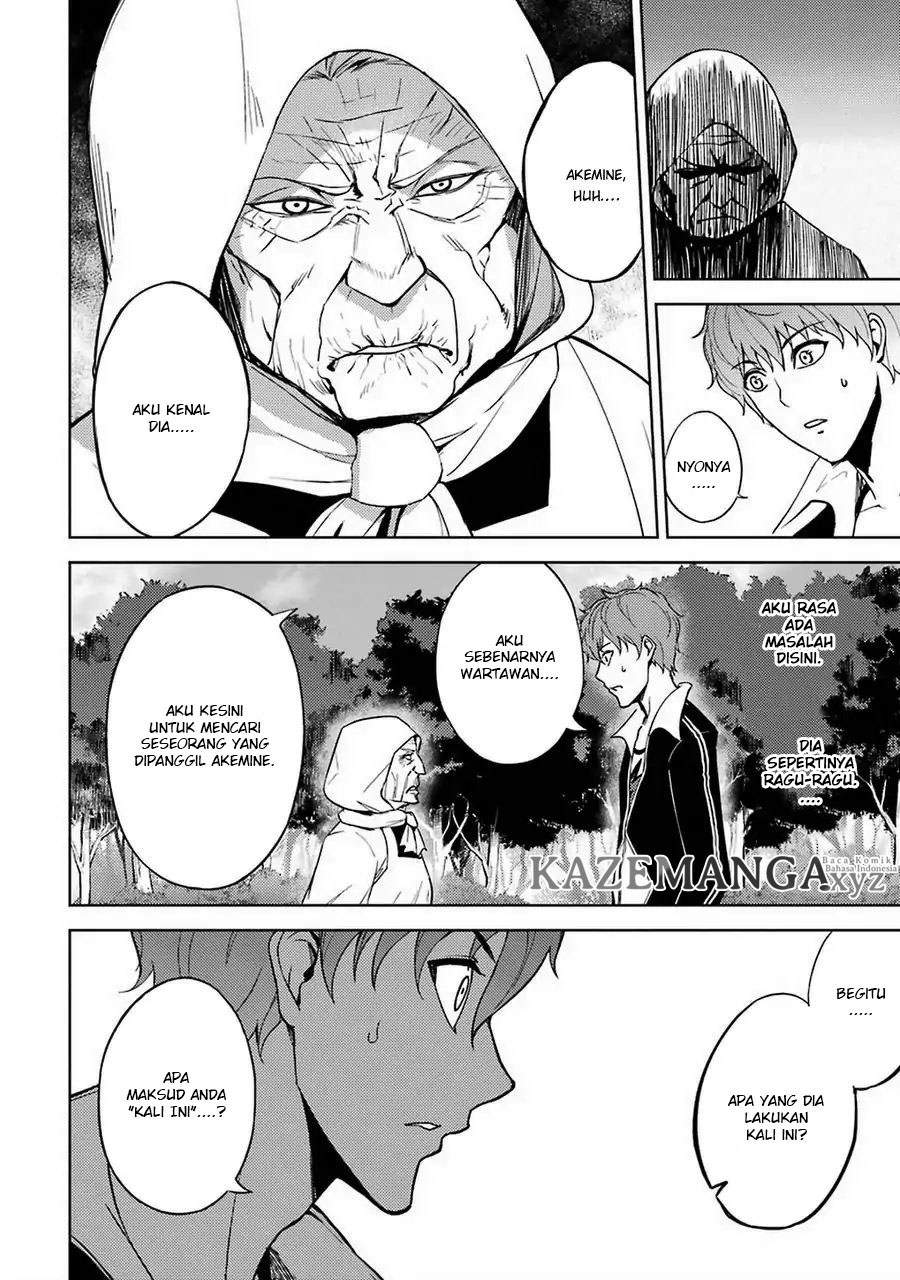 AKEMINE,
HUH....
AKU KENAL
DIA.....
NYONYA
.....
AKU RASA
ADA
MASALAH
DISINI.
DIA
SEPERTINYA
RAGU-RAGU.
....
AKU
SEBENARNYA
WARTAWAN....
AKU KESINI
UNTUK MENCARI
SESEORANG YANG
DIPANGGIL AKEMINE.
KAZEMANGA
xyz
Baca Komik
Bahasa Indonesia
BEGITU
.....
APA YANG DIA
LAKUKAN
KALI INI?
APA
MAKSUD ANDA
"KALI INI"....?